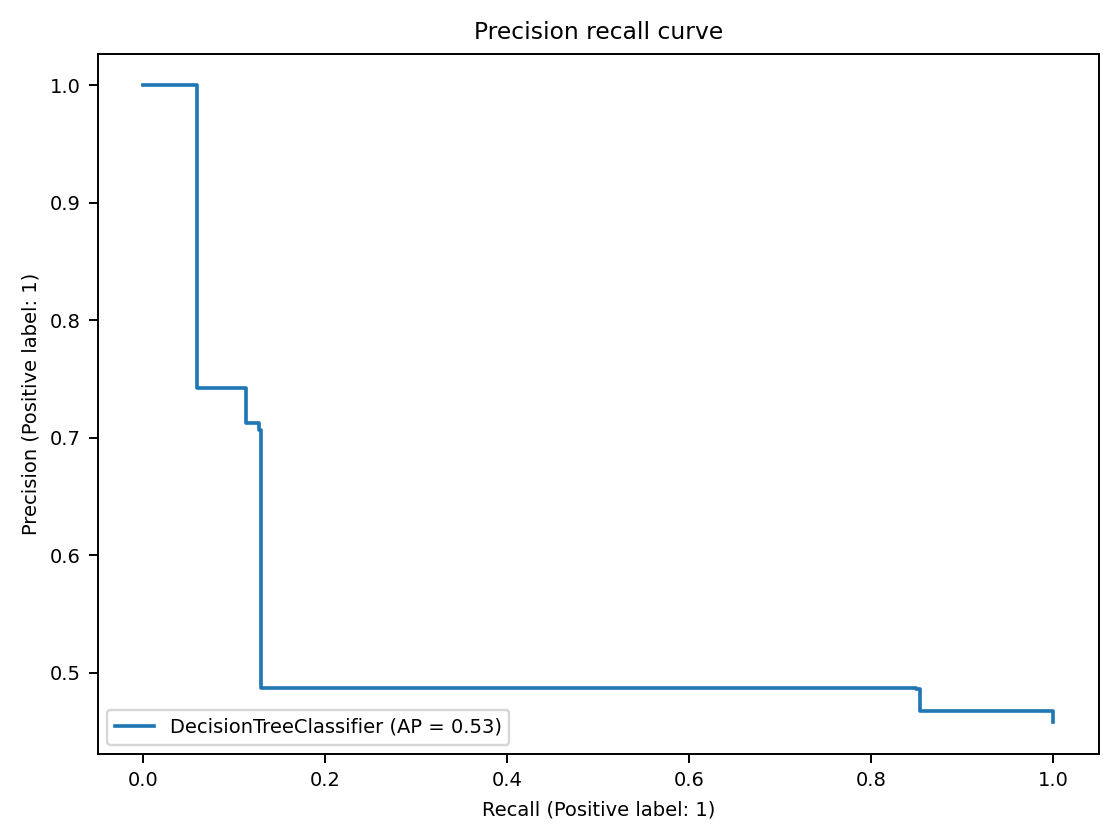 Precision recall curve
Precision (Positive label: 1)
1.0
0.9
0.8
0.7
0.6
0.5
DecisionTreeClassifier (AP = 0.53)
0.0 0.2 0.4 0.6 0.8 1.0
Recall (Positive label: 1)